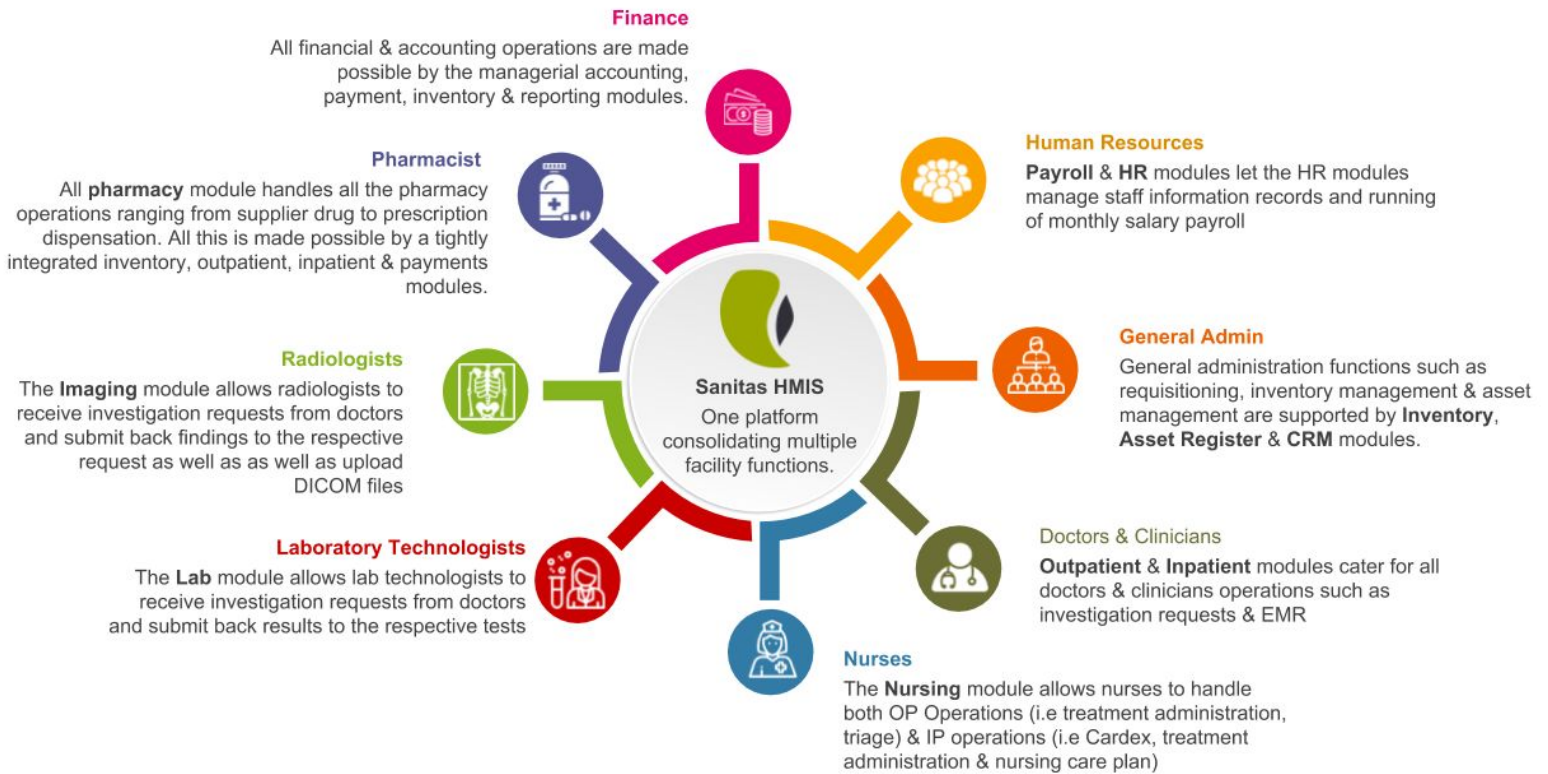 Finance
All financial & accounting operations are made
possible by the managerial accounting,
payment, inventory & reporting modules.
Human Resources
Payroll & HR modules let the HR modules
manage staff information records and running
of monthly salary payroll
Pharmacist
All pharmacy module handles all the pharmacy
operations ranging from supplier drug to prescription
dispensation. All this is made possible by a tightly
integrated inventory, outpatient, inpatient & payments
modules.
General Admin
General administration functions such as
requisitioning, inventory management & asset
management are supported by Inventory,
Asset Register & CRM modules.
Radiologists
The Imaging module allows radiologists to
receive investigation requests from doctors
and submit back findings to the respective
request as well as as well as upload
DICOM files
Sanitas HMIS
One platform
consolidating multiple
facility functions.
Doctors & Clinicians
Outpatient & Inpatient modules cater for all
doctors & clinicians operations such as
investigation requests & EMR
Laboratory Technologists
The Lab module allows lab technologists to
receive investigation requests from doctors
and submit back results to the respective tests
Nurses
The Nursing module allows nurses to handle
both OP Operations (i.e treatment administration,
triage) & IP operations (i.e Cardex, treatment
administration & nursing care plan)